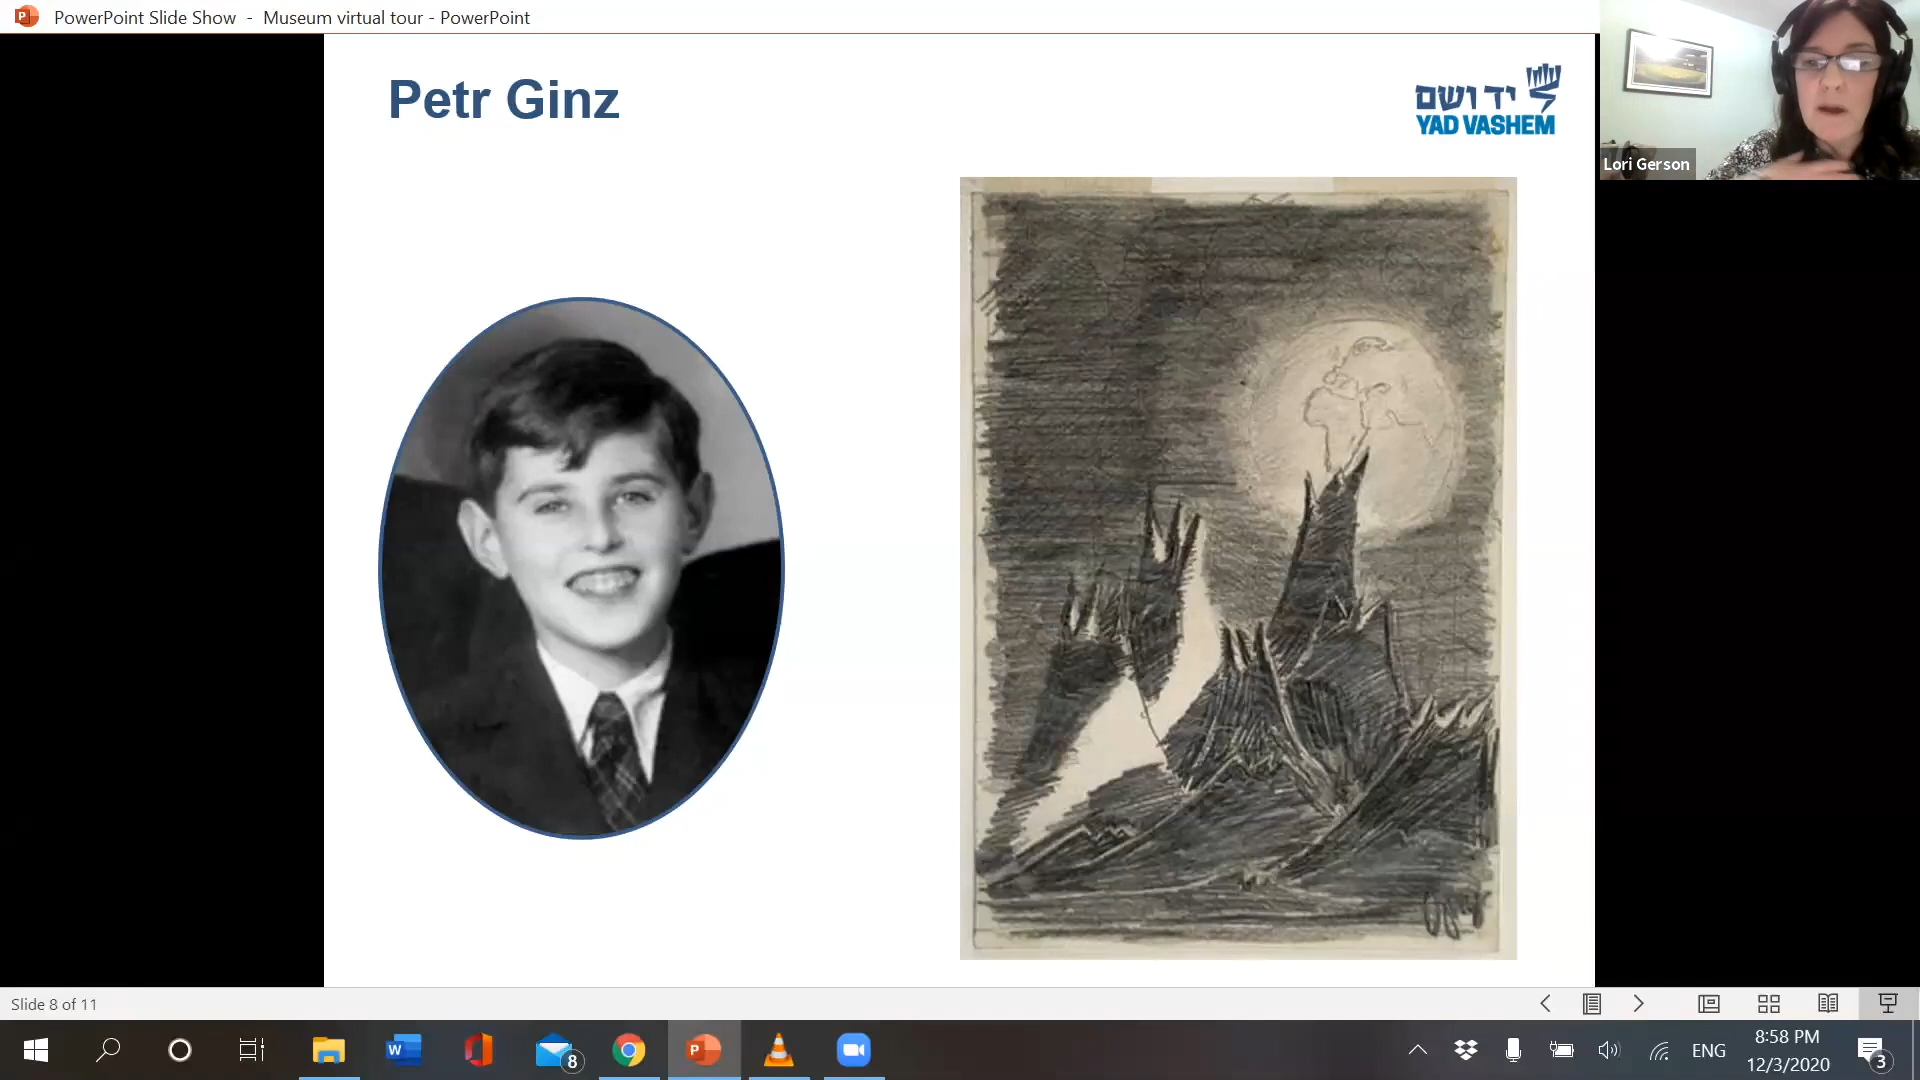 PowerPoint Slide Show - Museum virtual tour - PowerPoint
Petr Ginz
יד ושם
YAD VASHEM
Lori Gerson
Slide 8 of 11
8
ENG
8:58 PM
12/3/2020
3